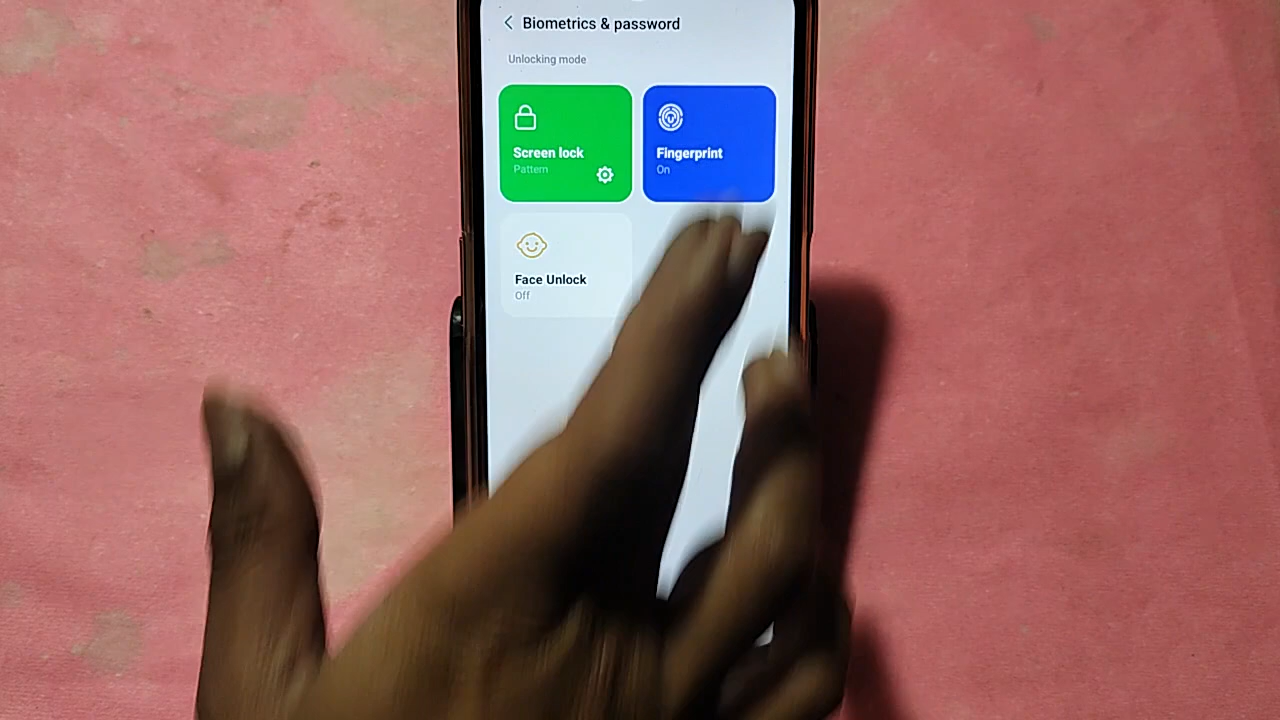 Biometrics & password
Unlocking mode
Screen lock
Pattern
Fingerprint
On
Face Unlock
Off